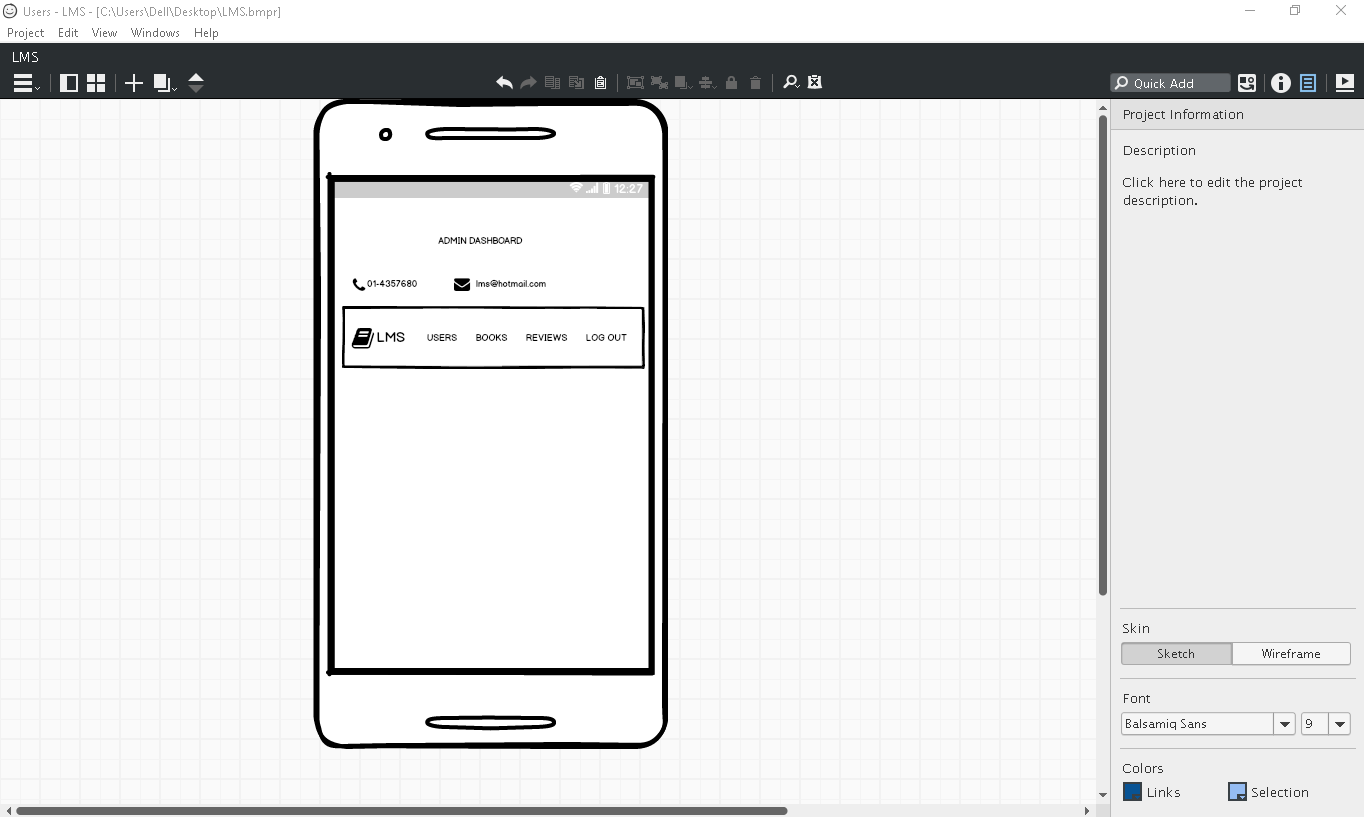 Users - LMS - [C:\Users\Dell\Desktop\LMS.bmpr]
Project Edit View Windows Help
LMS
Quick Add
12:27
ADMIN DASHBOARD
01-4357680 lms@hotmail.com
LMS USERS BOOKS REVIEWS LOG OUT
Project Information
Description
Click here to edit the project
description.
Skin
Sketch Wireframe
Font
Balsamiq Sans 9
Colors
Links Selection